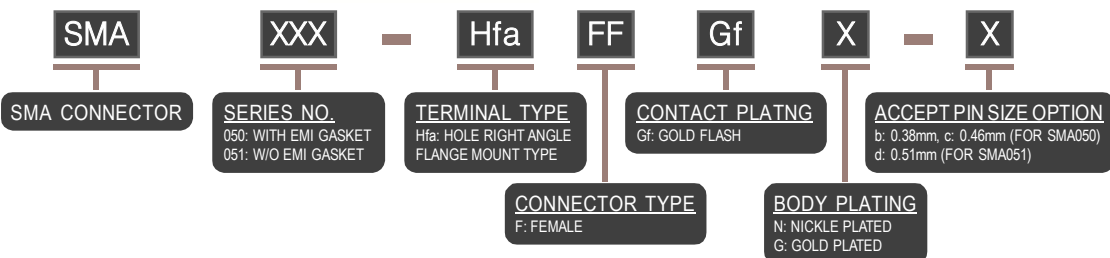 SMA XXX - Hfa FF Gf X - X
SMA CONNECTOR
SERIES NO.
050: WITH EMI GASKET
051: W/O EMI GASKET
TERMINAL TYPE
Hfa: HOLE RIGHT ANGLE
FLANGE MOUNT TYPE
CONTACT PLATNG
Gf: GOLD FLASH
ACCEPT PIN SIZE OPTION
b: 0.38mm, c: 0.46mm (FOR SMA050)
d: 0.51mm (FOR SMA051)
CONNECTOR TYPE
F: FEMALE
BODY PLATING
N: NICKLE PLATED
G: GOLD PLATED